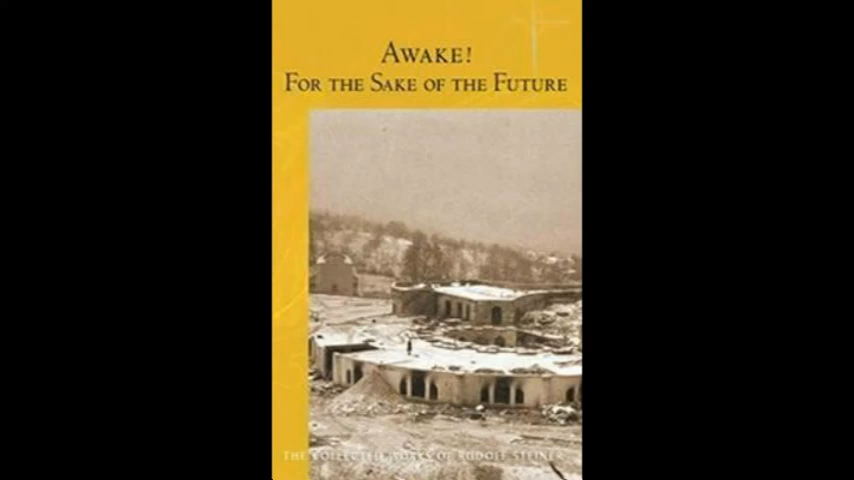 AWAKE!
FOR THE SAKE OF THE FUTURE
THE COLLECTED WORKS OF RUDOLF STEINER